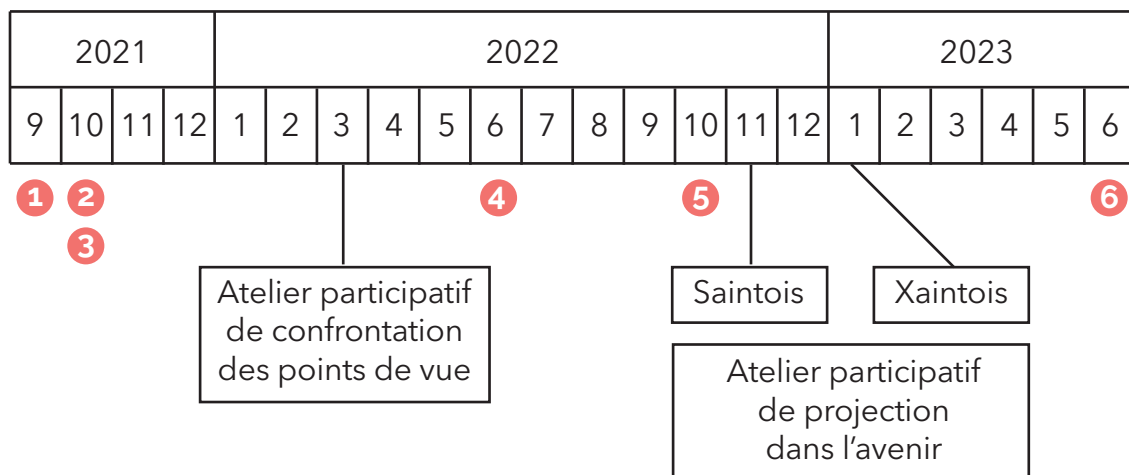 2021 2022 2023
9 10 11 12 1 2 3 4 5 6 7 8 9 10 11 12 1 2 3 4 5 6
1 2 4 5 6
3
Atelier participatif
de confrontation
des points de vue
Saintois
Xaintois
Atelier participatif
de projection
dans l’avenir